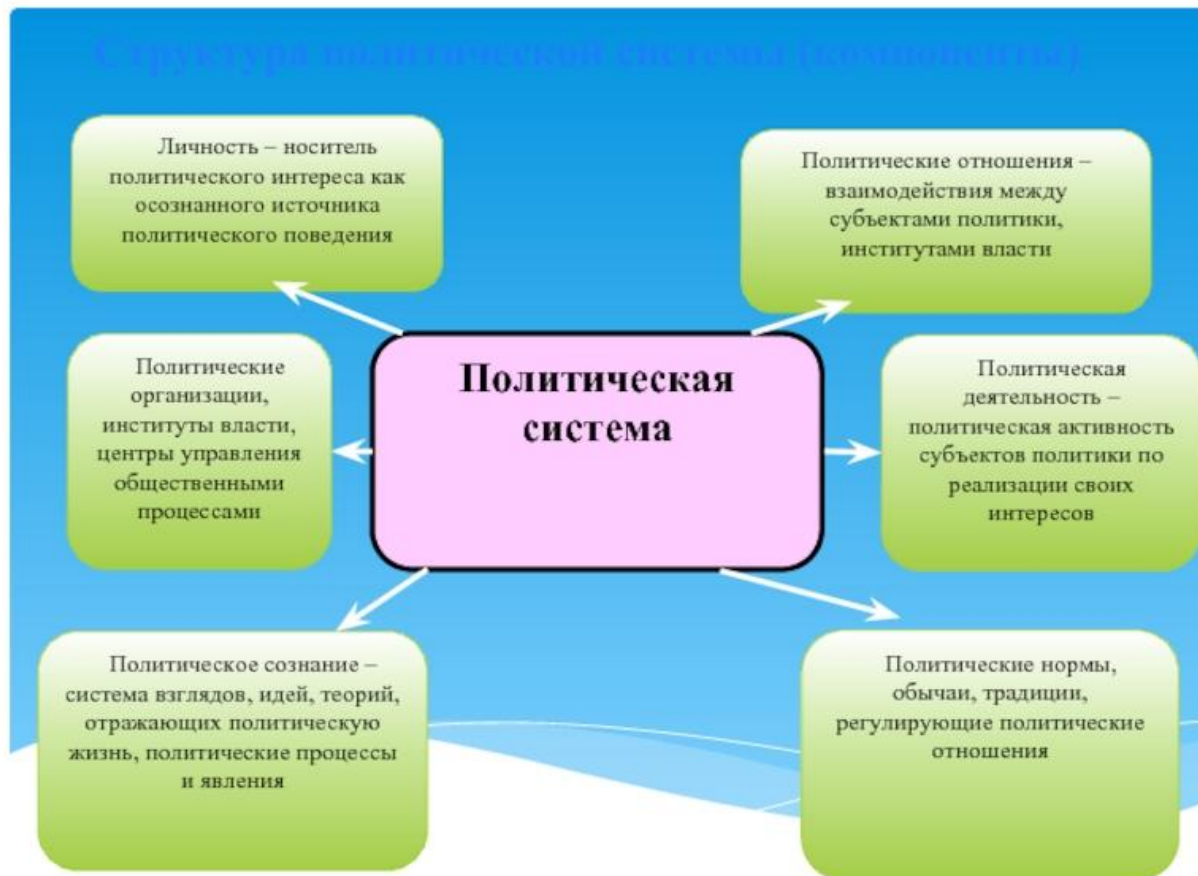 Структура политической системы (компоненты)
Личность – носитель
политического интереса как
осознанного источника
политического поведения
Политические отношения –
взаимодействия между
субъектами политики,
институтами власти
Политические
организации,
институты власти,
центры управления
общественными
процессами
Политическая
система
Политическая
деятельность –
политическая активность
субъектов политики по
реализации своих
интересов
Политическое сознание –
система взглядов, идей, теорий,
отражающих политическую
жизнь, политические процессы
и явления
Политические нормы,
обычаи, традиции,
регулирующие политические
отношения